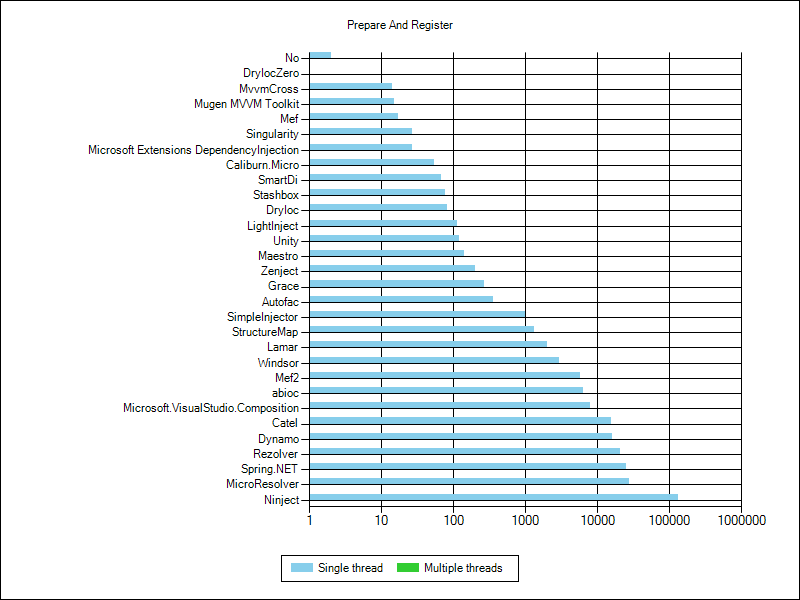 Prepare And Register
No
DryIocZero
MvvmCross
Mugen MVVM Toolkit
Mef
Singularity
Microsoft Extensions DependencyInjection
Caliburn.Micro
SmartDi
Stashbox
DryIoc
LightInject
Unity
Maestro
Zenject
Grace
Autofac
SimpleInjector
StructureMap
Lamar
Windsor
Mef2
abioc
Microsoft.VisualStudio.Composition
Catel
Dynamo
Rezolver
Spring.NET
MicroResolver
Ninject
1 10 100 1000 10000 100000 1000000
Single thread Multiple threads